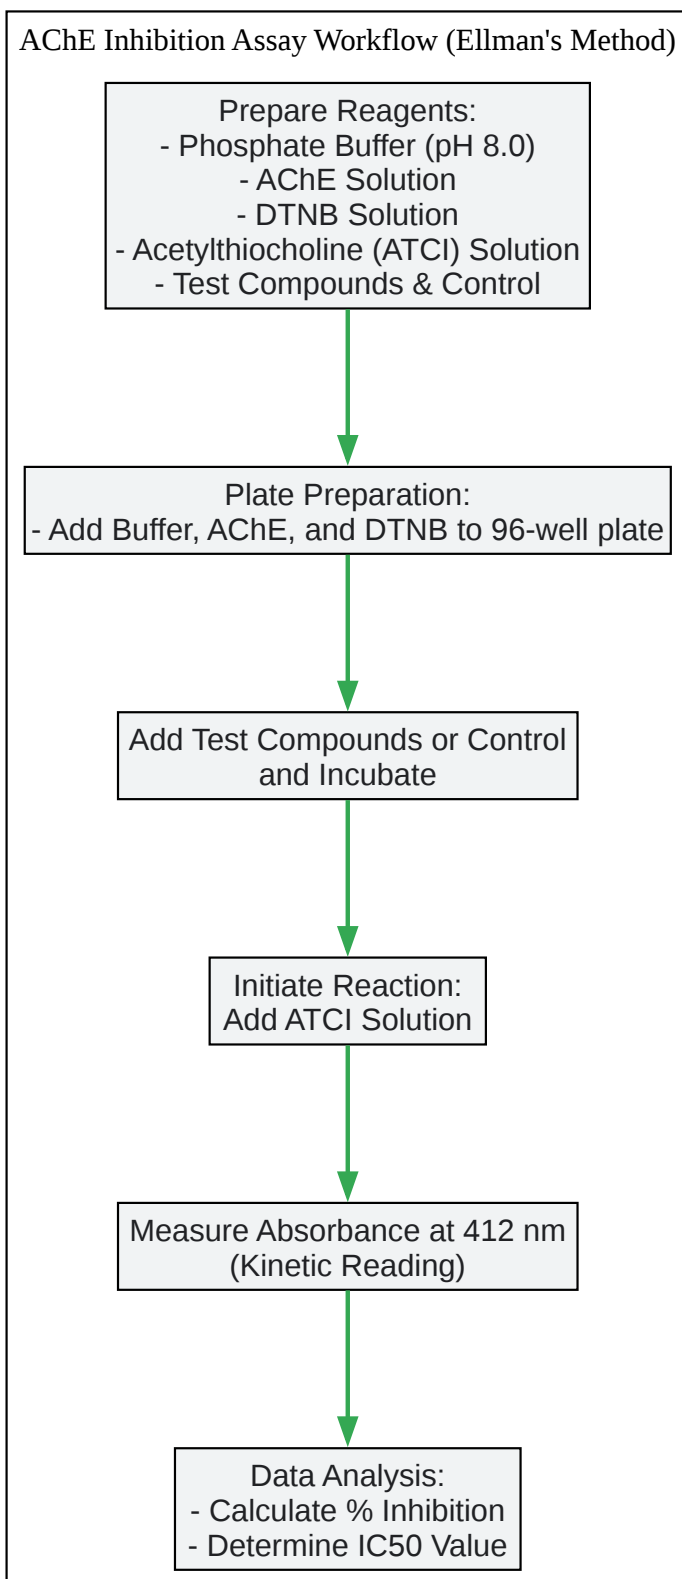 AChE Inhibition Assay Workflow (Ellman's Method)
Prepare Reagents:
- Phosphate Buffer (pH 8.0)
- AChE Solution
- DTNB Solution
- Acetylthiocholine (ATCI) Solution
- Test Compounds & Control
Plate Preparation:
- Add Buffer, AChE, and DTNB to 96-well plate
Add Test Compounds or Control
and Incubate
Initiate Reaction:
Add ATCI Solution
Measure Absorbance at 412 nm
(Kinetic Reading)
Data Analysis:
- Calculate % Inhibition
- Determine IC50 Value